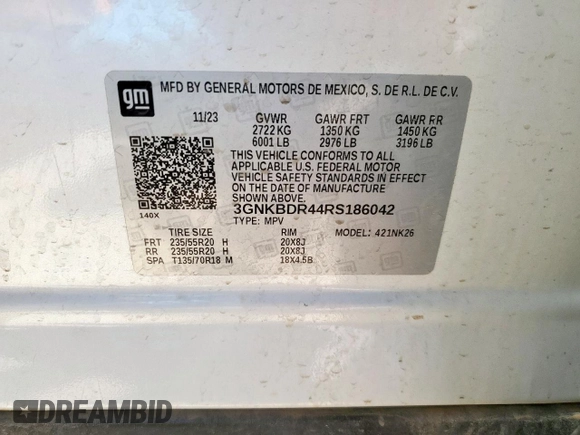 gm
MFD BY GENERAL MOTORS DE MEXICO, S. DE R.L. DE C.V.
11/23 GVWR GAWR FRT GAWR RR
2722 KG 1350 KG 1450 KG
6001 LB 2976 LB 3196 LB
THIS VEHICLE CONFORMS TO ALL
APPLICABLE U.S. FEDERAL MOTOR
VEHICLE SAFETY STANDARDS IN EFFECT
ON THE DATE OF MANUFACTURE
SHOWN ABOVE
3GNKBDR44RS186042
140X TYPE: MPV
TIRE SIZE RIM MODEL: 421NK26
FRT 235/55R20 H 20X8J
RR 235/55R20 H 20X8J
SPA T135/70R18 M 18X4.5B
DREAMBID